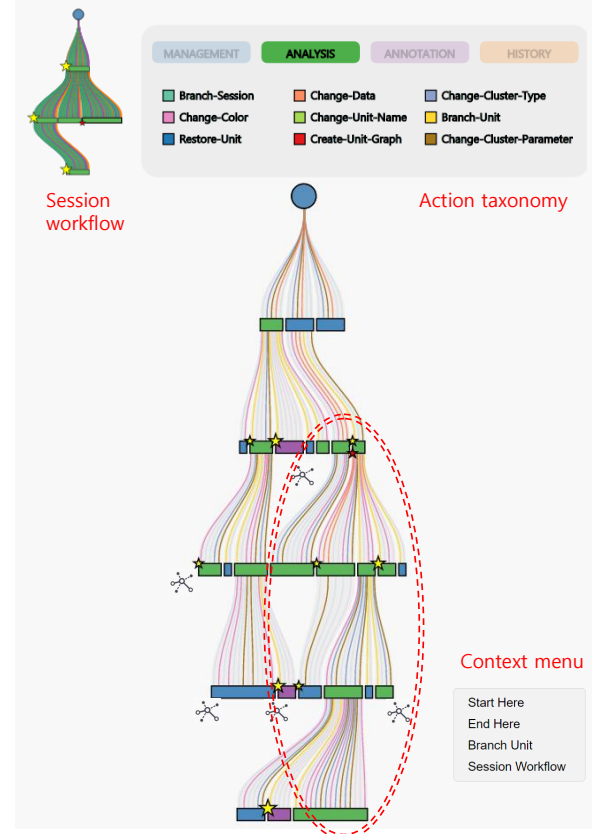 MANAGEMENT ANALYSIS ANNOTATION HISTORY
Branch-Session Change-Data Change-Cluster-Type
Change-Color Change-Unit-Name Branch-Unit
Restore-Unit Create-Unit-Graph Change-Cluster-Parameter
Session
workflow
Action taxonomy
Context menu
Start Here
End Here
Branch Unit
Session Workflow